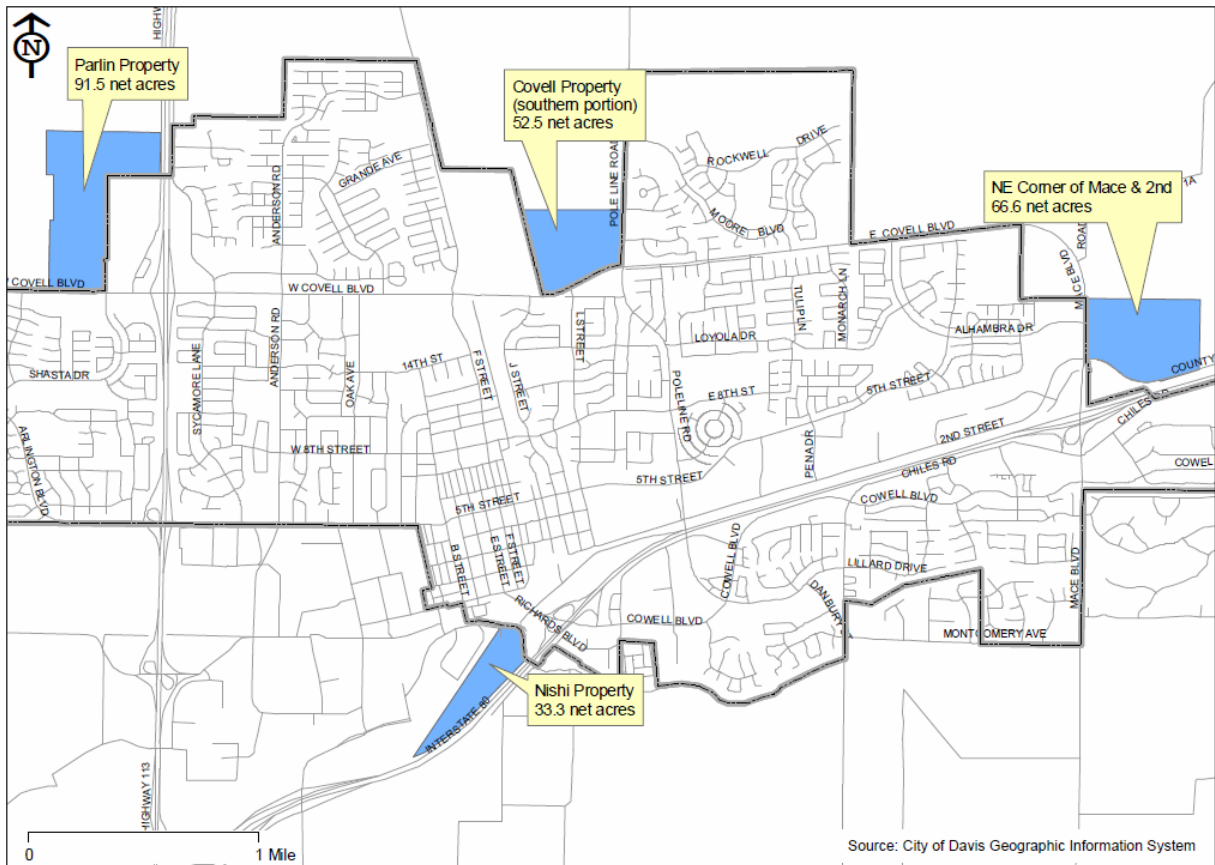 N
Parlin Property
91.5 net acres
Covell Property
(southern portion)
52.5 net acres
NE Corner of Mace & 2nd
66.6 net acres
Nishi Property
33.3 net acres
HIGH
POLE LINE ROAD
ROCKWELL DRIVE
MOORE BLVD
GRANDE AVE
ANDERSON RD
E COVELL BLVD
1A
ROAD
MACE BLVD
COVELL BLVD
W COVELL BLVD
ANDERSON RD
SYCAMORE LANE
OAK AVE
SHASTA DR
ARLINGTON BLVD
14TH ST
F STREET
J STREET
L STREET
LOYOLA DR
TULIP LN
MONARCH LN
ALHAMBRA DR
COUNTY
E 8TH ST
5TH STREET
POLELINE RD
W 8TH STREET
5TH STREET
PENA DR
2ND STREET
CHILES RD
CHILES
COWEL
COWELL BLVD
5TH STREET
B STREET
E STREET
F STREET
COWELL BLVD
LILLARD DRIVE
DANBURY
MACE BLVD
RICHARDS BLVD
COWELL BLVD
MONTGOMERY AVE
INTERSTATE 80
HIGHWAY 113
0
1 Mile
Source: City of Davis Geographic Information System